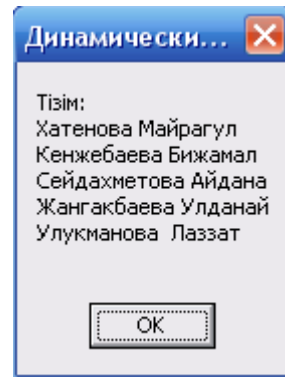 Динамически...
Тізім:
Хатенова Майрагул
Кенжебаева Бижамал
Сейдахметова Айдана
Жангакбаева Улданай
Улукманова Лаззат
OK